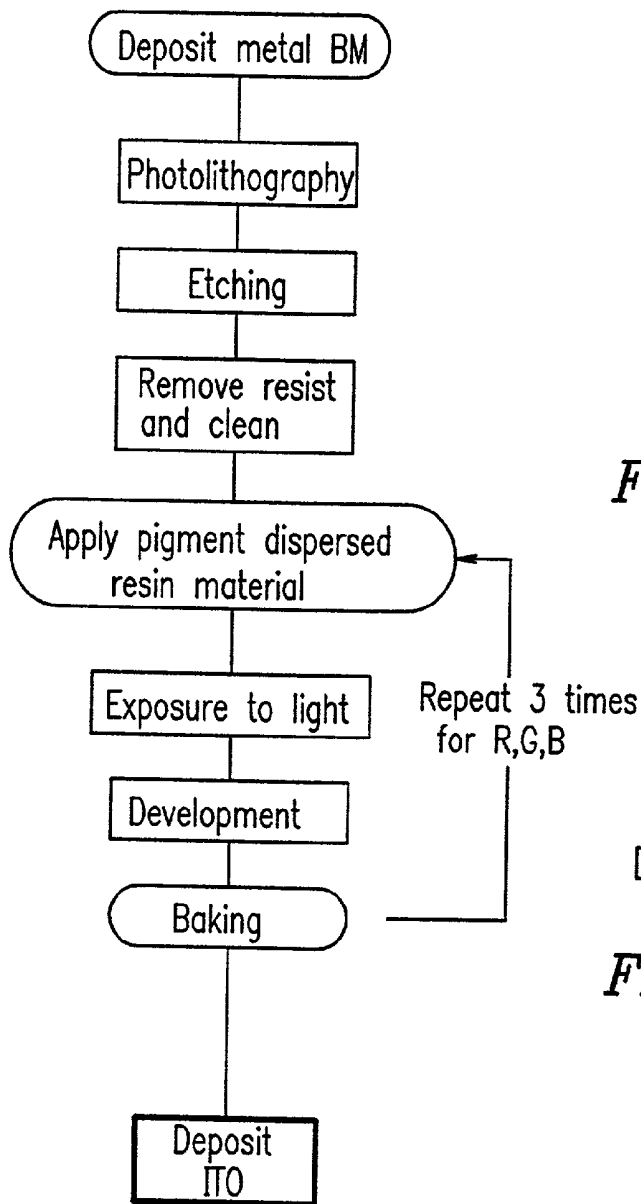 Deposit metal BM
Photolithography
Etching
Remove resist
and clean
Apply pigment dispersed
resin material
Exposure to light
Repeat 3 times
for R,G,B
Development
Baking
Deposit
ITO